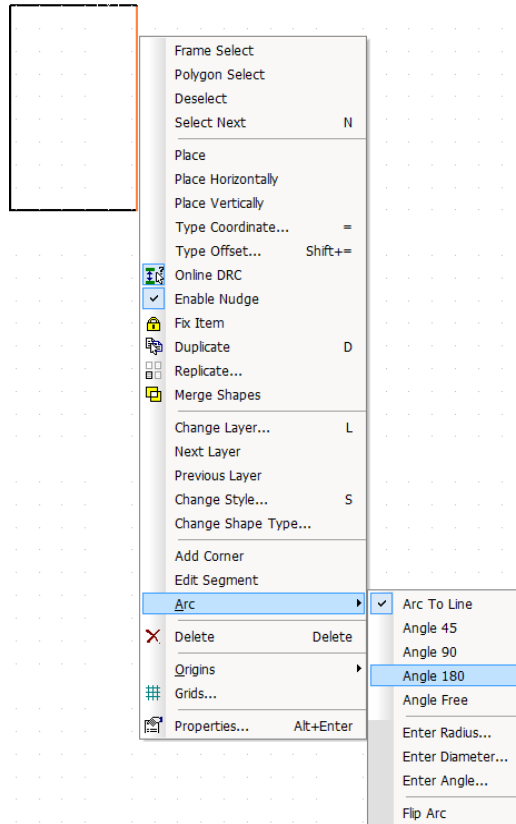 Frame Select
Polygon Select
Deselect
Select Next N
Place
Place Horizontally
Place Vertically
Type Coordinate... =
Type Offset... Shift+=
Online DRC
Enable Nudge
Fix Item
Duplicate D
Replicate...
Merge Shapes
Change Layer... L
Next Layer
Previous Layer
Change Style... S
Change Shape Type...
Add Corner
Edit Segment
Arc
Delete Delete
Origins
Grids...
Properties... Alt+Enter
Arc To Line
Angle 45
Angle 90
Angle 180
Angle Free
Enter Radius...
Enter Diameter...
Enter Angle...
Flip Arc